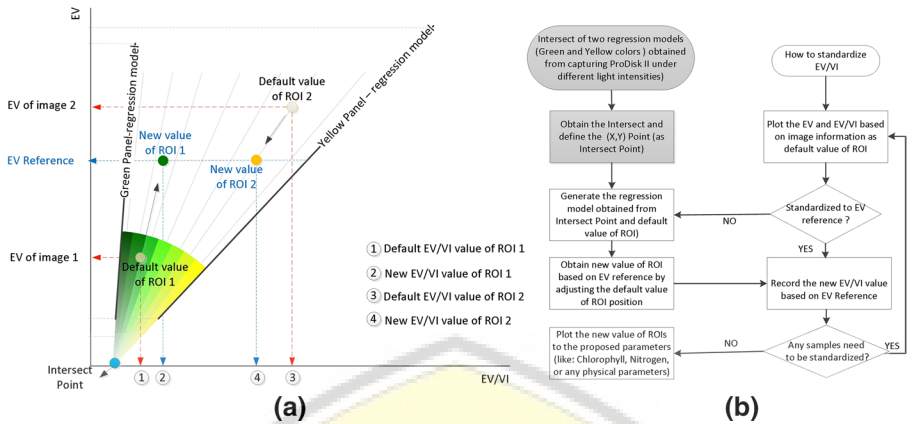 (a)
EV
Green Panel-regression model-
Yellow Panel – regression model-
EV of image 2
EV Reference
EV of image 1
Default value
of ROI 2
New value
of ROI 1
New value
of ROI 2
Default value
of ROI 1
1 Default EV/VI value of ROI 1
2 New EV/VI value of ROI 1
3 Default EV/VI value of ROI 2
4 New EV/VI value of ROI 2
Intersect
Point
1 2 4 3
EV/VI
(a)
(b)
Intersect of two regression models
(Green and Yellow colors ) obtained
from capturing ProDisk II under
different light intensities)
Obtain the Intersect and
define the (X,Y) Point (as
Intersect Point)
Generate the regression
model obtained from
Intersect Point and default
value of ROI)
Obtain new value of ROI
based on EV reference by
adjusting the default value
of ROI position
Plot the new value of ROIs
to the proposed parameters
(like: Chlorophyll, Nitrogen,
or any physical parameters)
How to standardize
EV/VI
Plot the EV and EV/VI based
on image information as
default value of ROI
Standardized to EV
reference ?
NO
YES
Record the new EV/VI value
based on EV Reference
Any samples need
to be standardized?
NO
YES
(b)